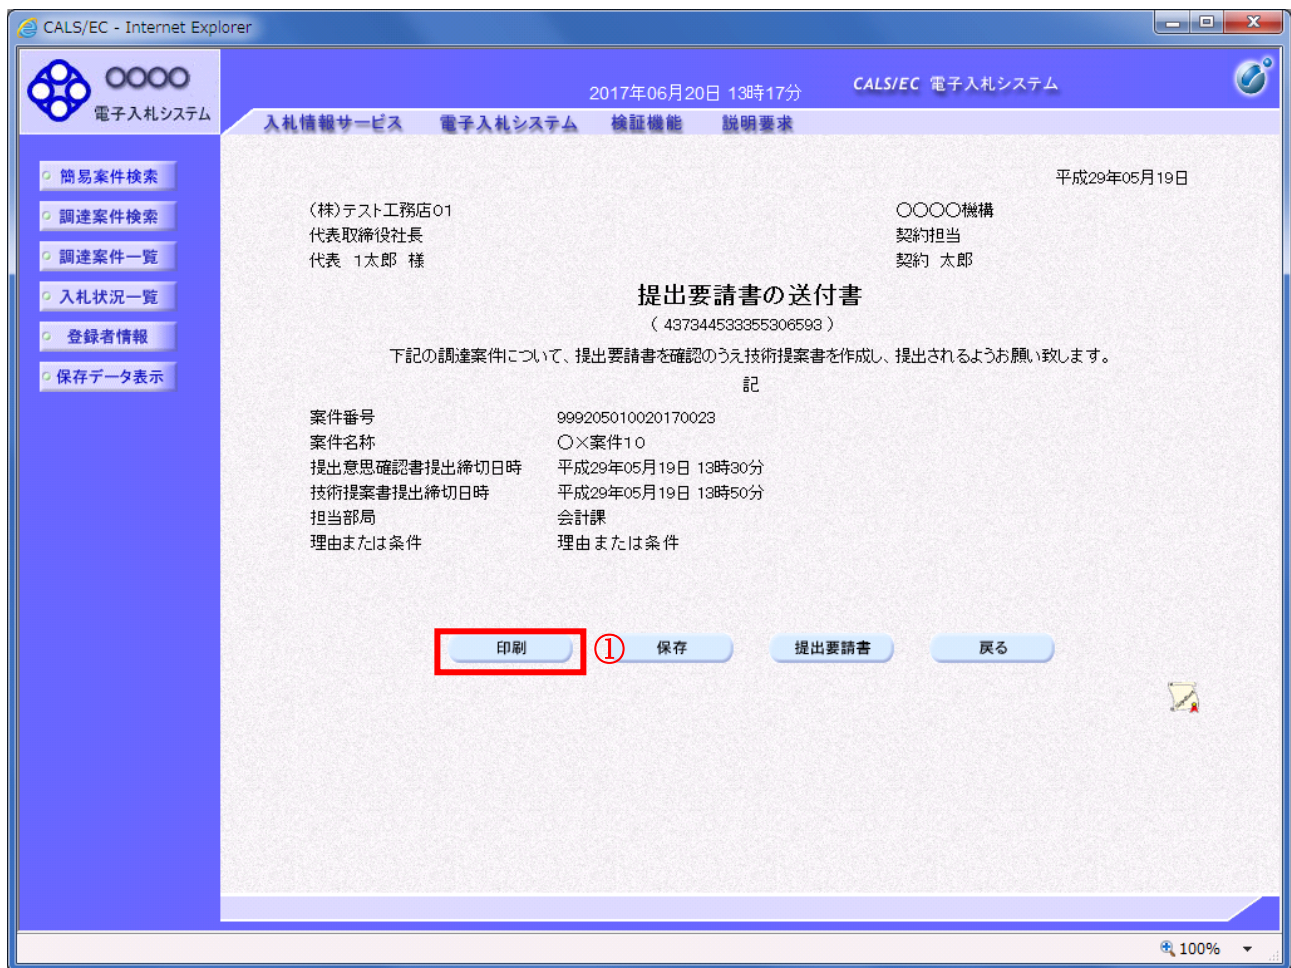 CALS/EC - Internet Explorer
OOOO
電子入札システム
2017年06月20日 13時17分
CALS/EC 電子入札システム
入札情報サービス 電子入札システム 検証機能 説明要求
簡易案件検索
調達案件検索
調達案件一覧
入札状況一覧
登録者情報
保存データ表示
平成29年05月19日
(株)テスト工務店01
代表取締役社長
代表 1太郎 様
〇〇〇〇機構
契約担当
契約 太郎
提出要請書の送付書
( 437344533355306593 )
下記の調達案件について、提出要請書を確認のうえ技術提案書を作成し、提出されるようお願い致します。
記
案件番号 999205010020170023
案件名称 〇×案件10
提出意思確認書提出締切日時 平成29年05月19日 13時30分
技術提案書提出締切日時 平成29年05月19日 13時50分
担当部局 会計課
理由または条件 理由または条件
印刷 ① 保存 提出要請書 戻る
100%